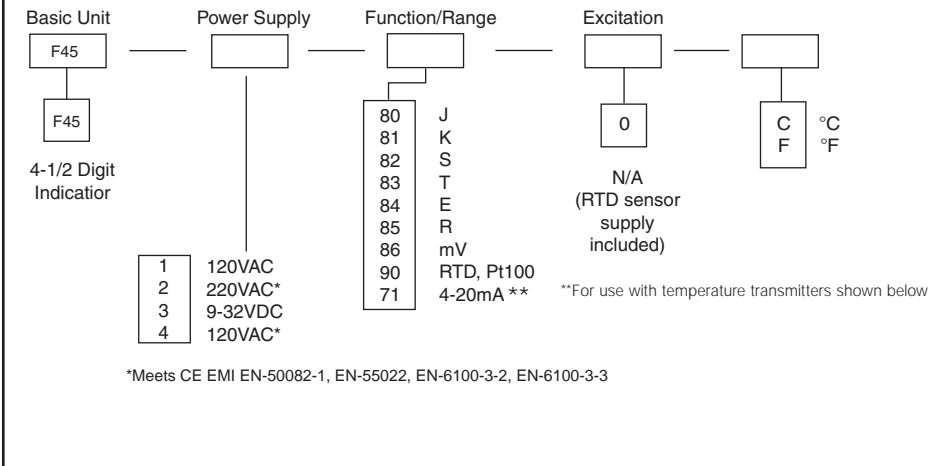 Basic Unit Power Supply Function/Range Excitation
F45
F45
4-1/2 Digit
Indicatior
1 120VAC
2 220VAC*
3 9-32VDC
4 120VAC*
80 J
81 K
82 S
83 T
84 E
85 R
86 mV
90 RTD, Pt100
71 4-20mA**
0
N/A
(RTD sensor
supply
included)
C °C
F °F
**For use with temperature transmitters shown below
*Meets CE EMI EN-50082-1, EN-55022, EN-6100-3-2, EN-6100-3-3